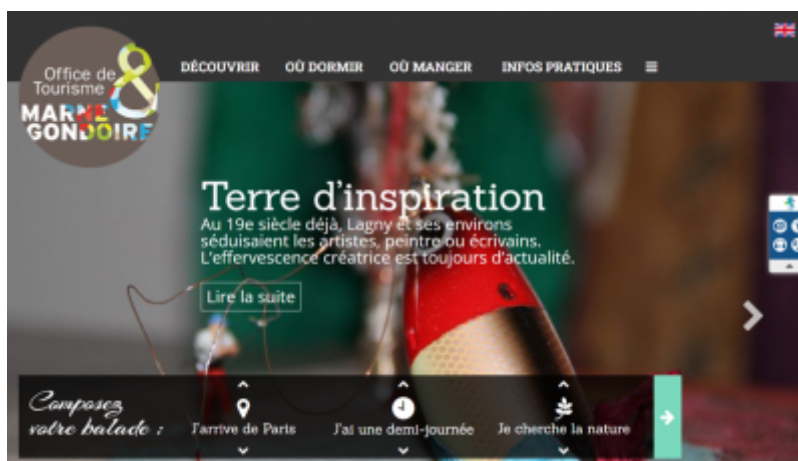 Office de
Tourisme
&
MARNE
GONDOIRE
DÉCOUVRIR OÙ DORMIR OÙ MANGER INFOS PRATIQUES
Terre d'inspiration
Au 19e siècle déjà, Lagny et ses environs
séduisaient les artistes, peintre ou écrivains.
L'effervescence créatrice est toujours d'actualité.
Lire la suite
Composez
votre balade :
J'arrive de Paris J'ai une demi-journée Je cherche la nature